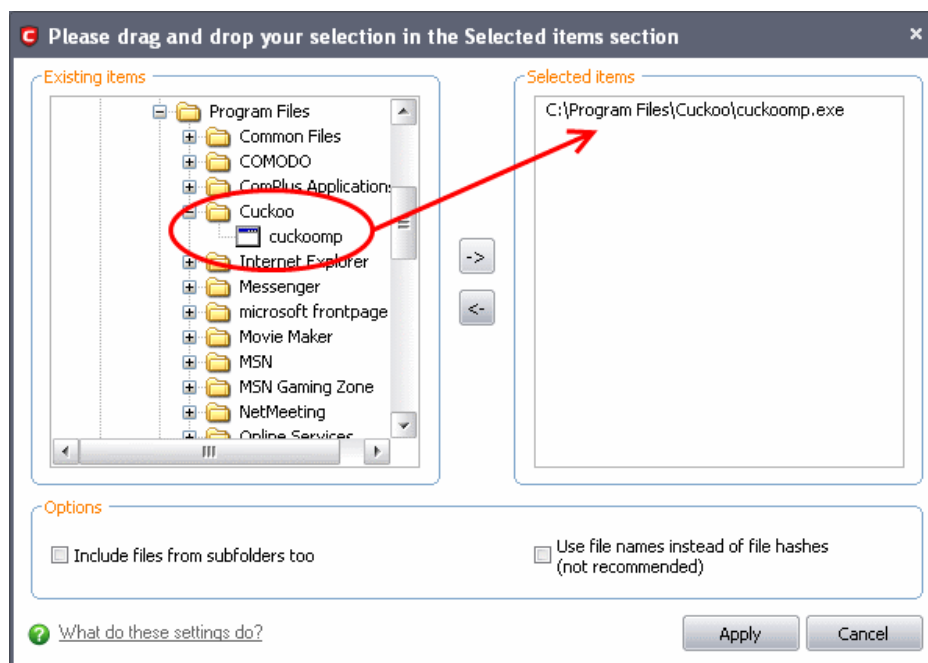 Please drag and drop your selection in the Selected items section
Existing items
Program Files
Common Files
COMODO
ComPlus Applications
Cuckoo
cuckoomp
Internet Explorer
Messenger
microsoft frontpage
Movie Maker
MSN
MSN Gaming Zone
NetMeeting
Online Services
->
<-
Selected items
C:\Program Files\Cuckoo\cuckoomp.exe
Options
Include files from subfolders too
Use file names instead of file hashes
(not recommended)
What do these settings do?
Apply
Cancel